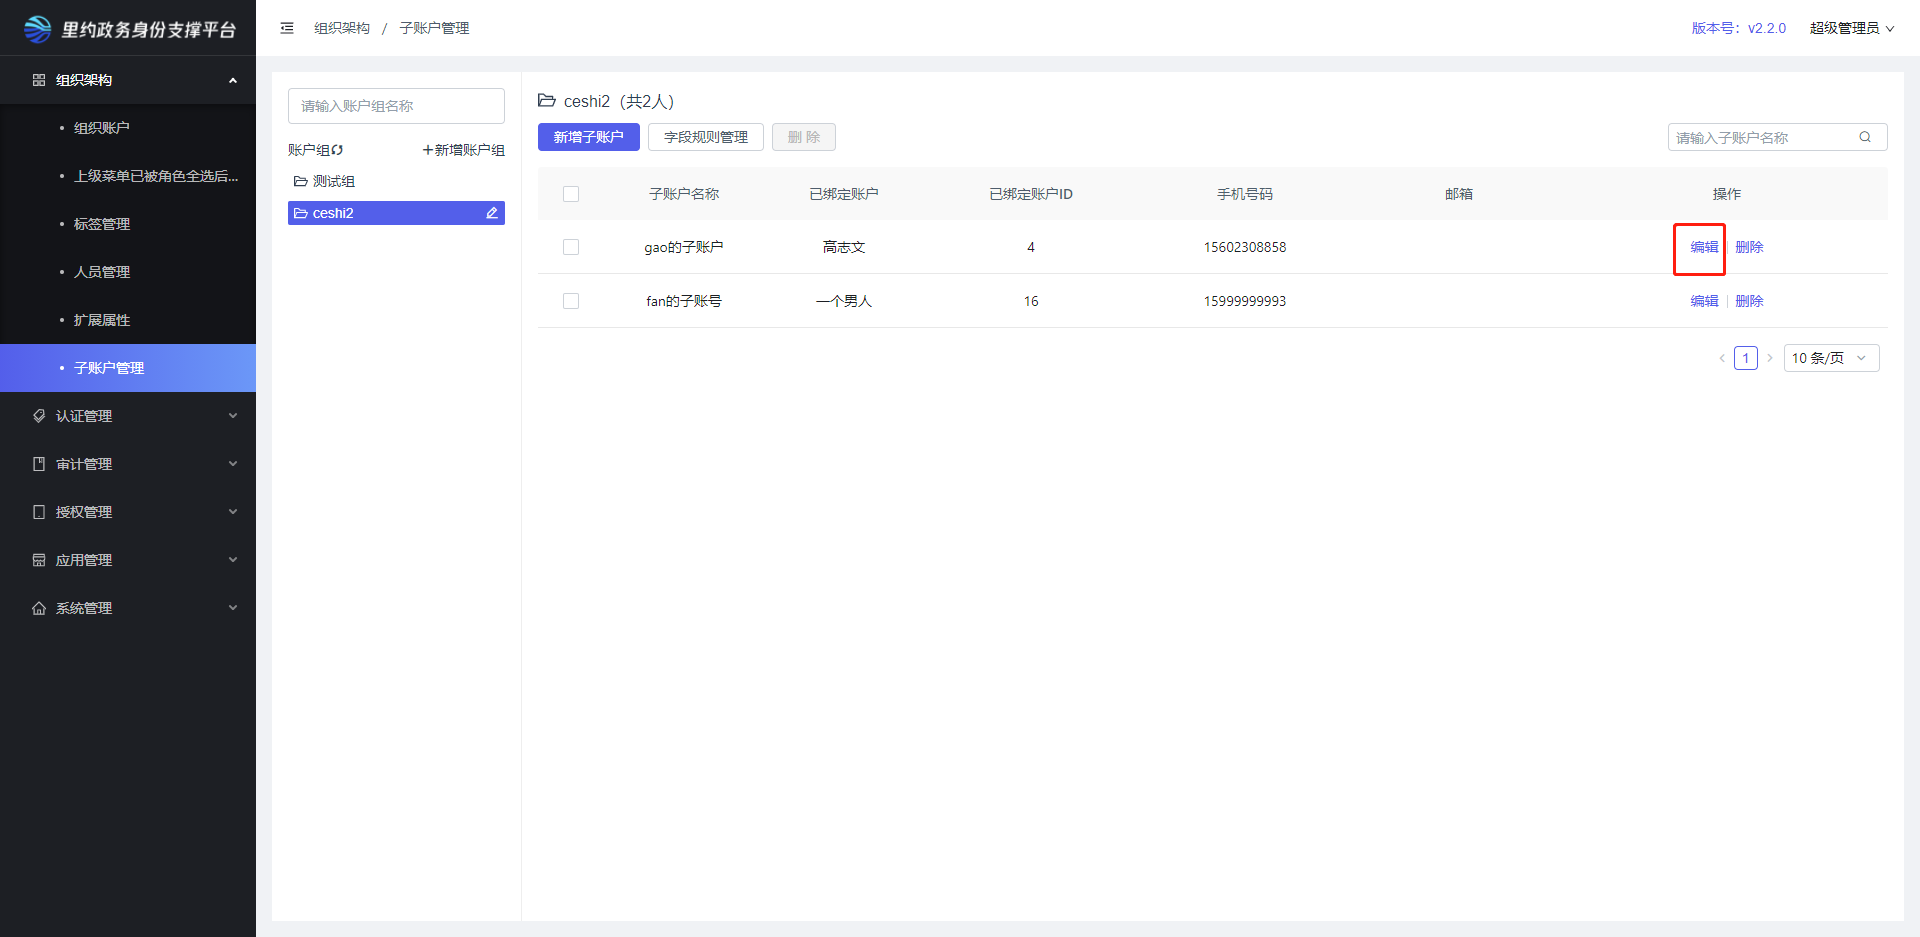 里约政务身份支撑平台
组织架构 / 子账户管理
版本号：v2.2.0
超级管理员
组织架构
组织账户
上级菜单已被角色全选后...
标签管理
人员管理
扩展属性
子账户管理
认证管理
审计管理
授权管理
应用管理
系统管理
请输入账户组名称
账户组
+新增账户组
测试组
ceshi2
ceshi2（共2人）
新增子账户
字段规则管理
删 除
请输入子账户名称
子账户名称 已绑定账户 已绑定账户ID 手机号码 邮箱 操作
gao的子账户 高志文 4 15602308858 编辑 删除
fan的子账号 一个男人 16 15999999993 编辑 删除
1
10 条/页